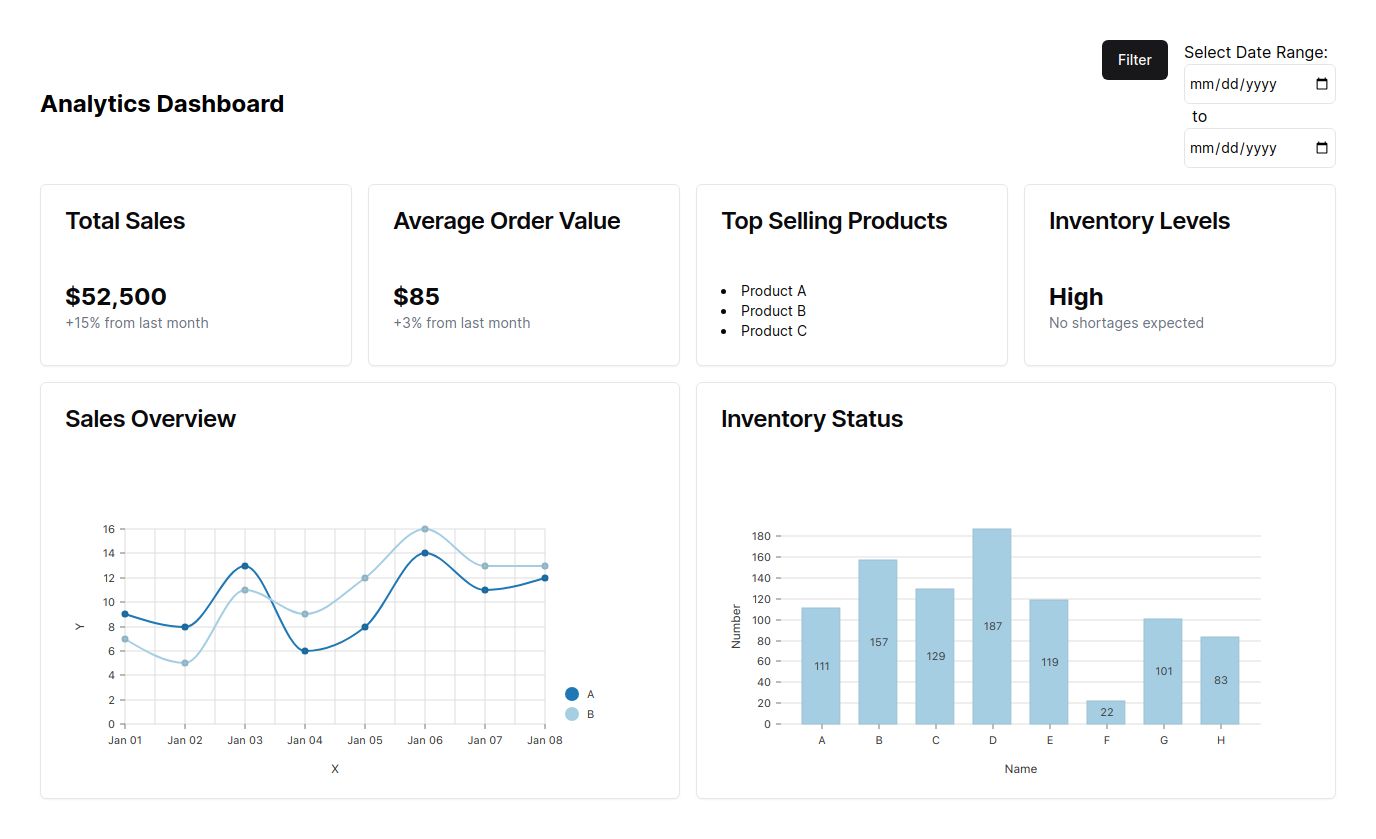 Analytics Dashboard
Filter
Select Date Range:
mm/dd/yyyy
to
mm/dd/yyyy
Total Sales
$52,500
+15% from last month
Average Order Value
$85
+3% from last month
Top Selling Products
Product A
Product B
Product C
Inventory Levels
High
No shortages expected
Sales Overview
16
14
12
10
8
6
4
2
0
Y
Jan 01 Jan 02 Jan 03 Jan 04 Jan 05 Jan 06 Jan 07 Jan 08
X
A
B
Inventory Status
180
160
140
120
100
80
60
40
20
0
Number
111 157 129 187 119 22 101 83
A B C D E F G H
Name